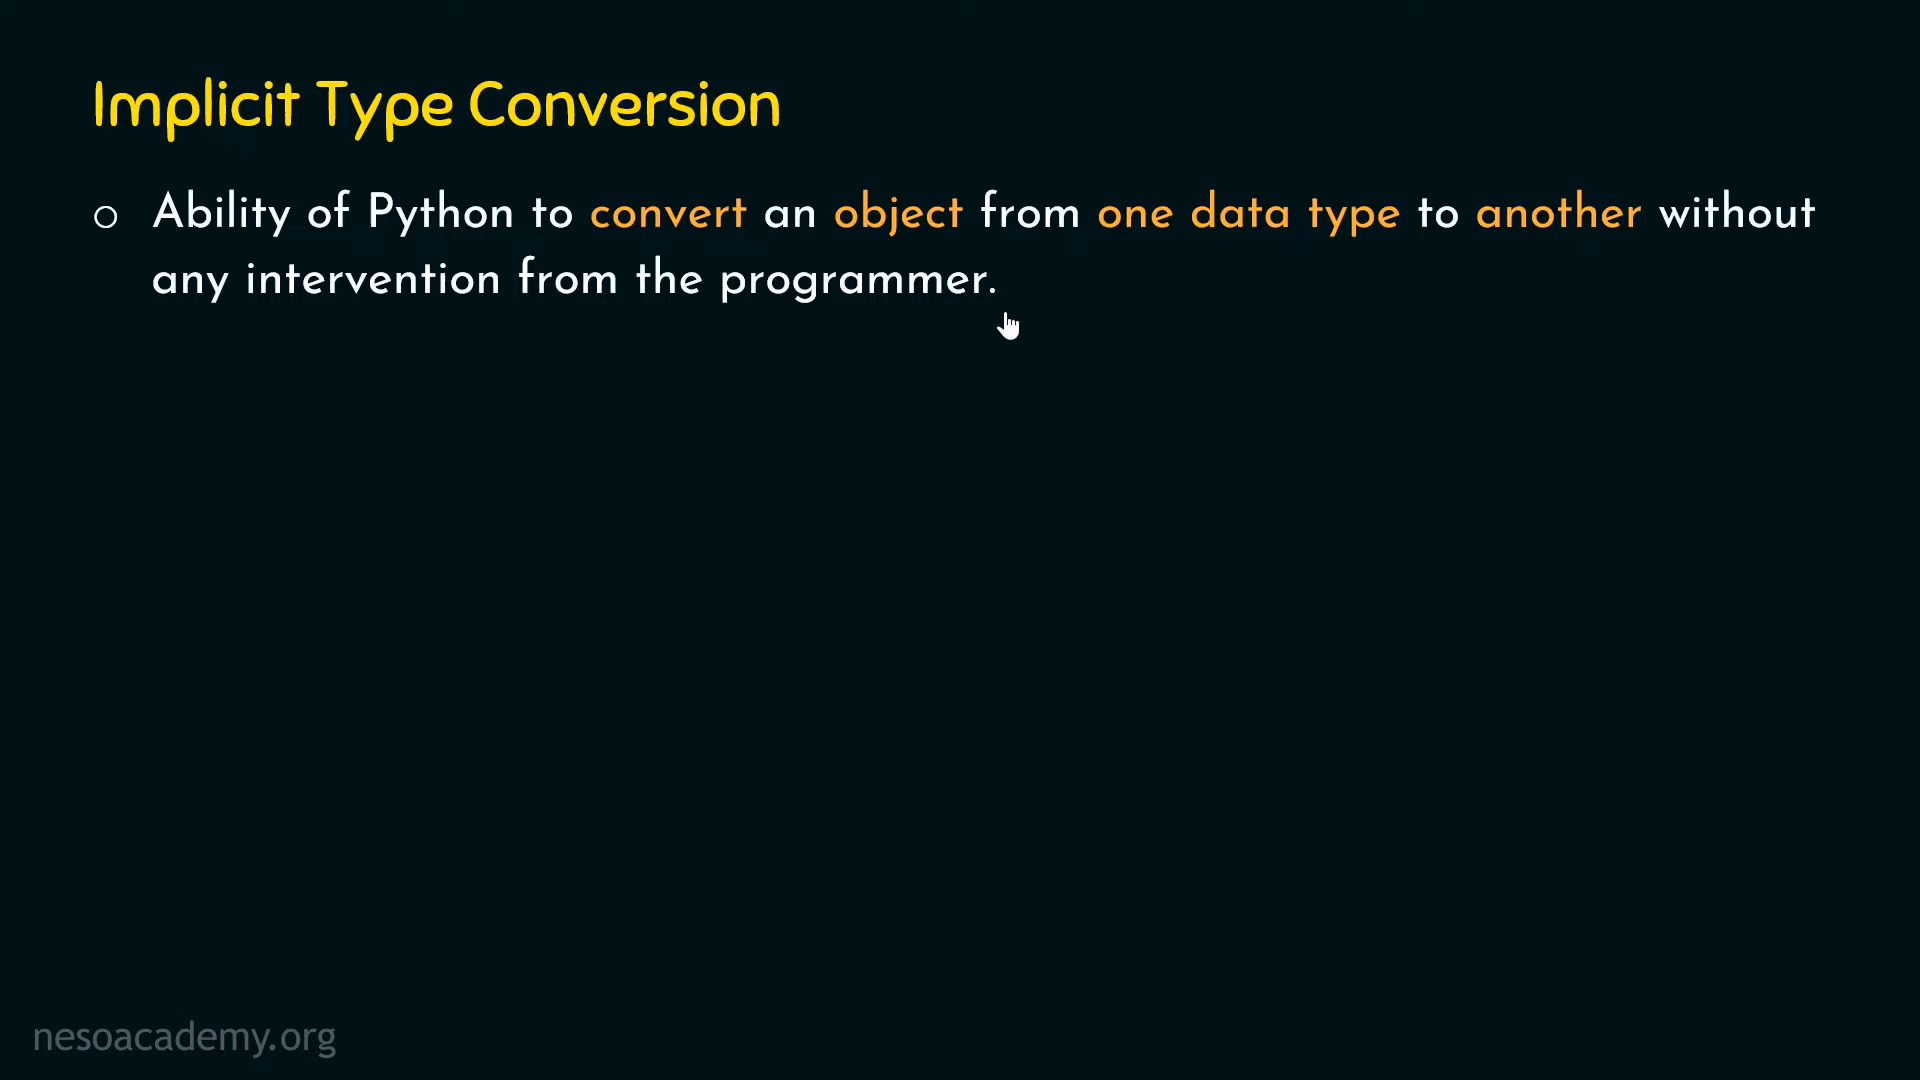 Implicit Type Conversion
○ Ability of Python to convert an object from one data type to another without
any intervention from the programmer.
nesoacademy.org